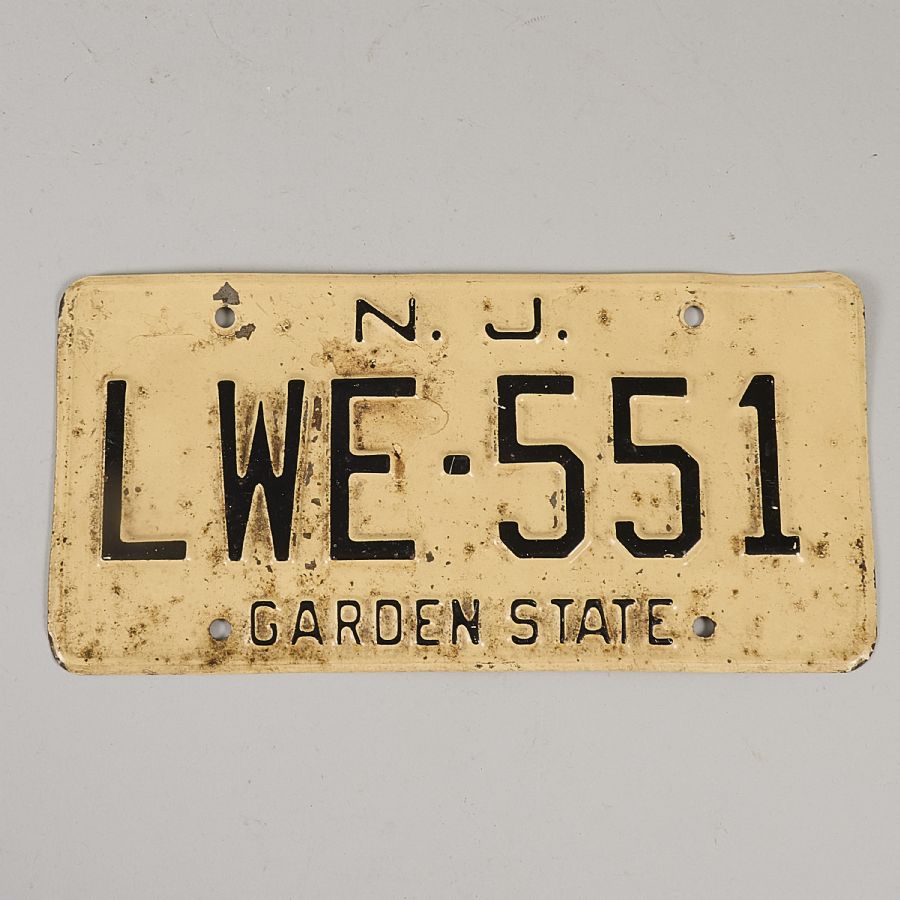 N. J.
LWE-551
GARDEN STATE